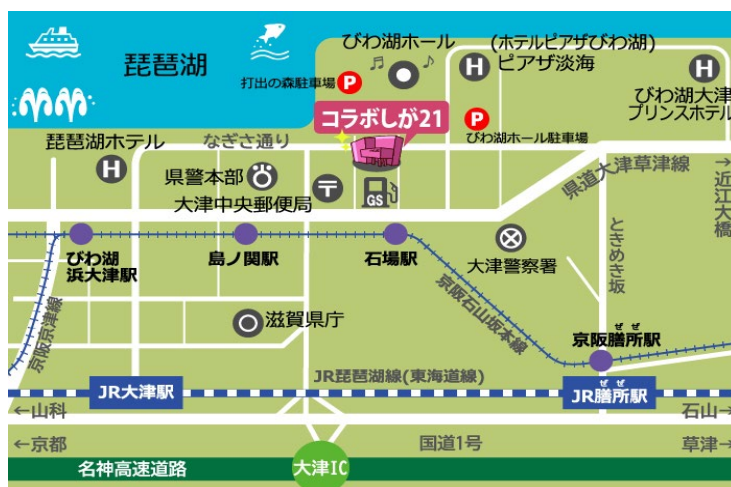 琵琶湖
びわ湖ホール
打出の森駐車場
P
(ホテルピアザびわ湖)
H
ピアザ淡海
H
びわ湖大津
プリンスホテル
コラボしが21
P
びわ湖ホール駐車場
琵琶湖ホテル
H
なぎさ通り
県警本部
大津中央郵便局
〒
GS
県道大津草津線
→近江大橋
びわ湖
浜大津駅
島ノ関駅
石場駅
大津警察署
ときめき坂
京阪京津線
滋賀県庁
京阪石山坂本線
ぜぜ
京阪膳所駅
JR大津駅
JR琵琶湖線(東海道線)
ぜぜ
JR膳所駅
←山科
石山→
←京都
国道1号
草津→
名神高速道路
大津IC